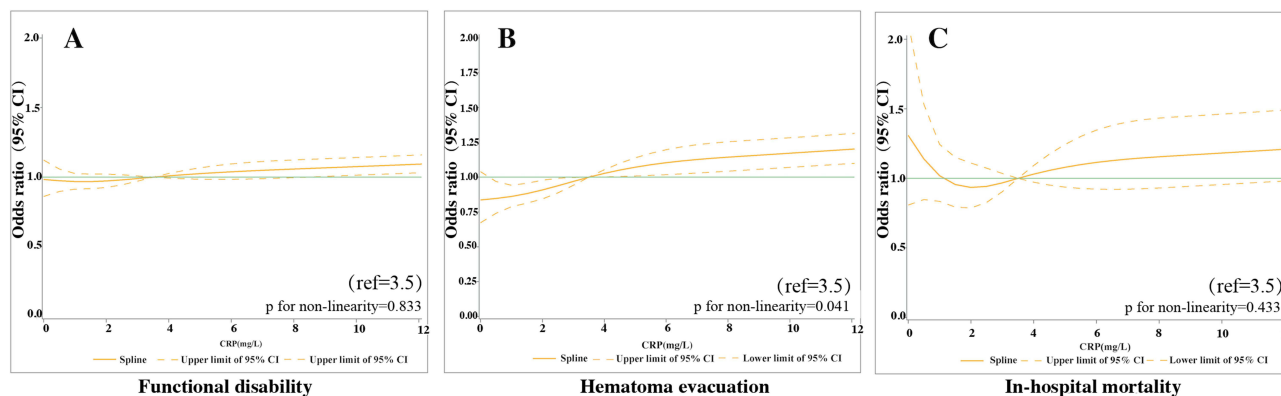 A
2.0
1.5
1.0
0.5
0.0
Odds ratio (95% CI)
(ref=3.5)
p for non-linearity=0.833
0 2 4 6 8 10 12
CRP(mg/L)
Spline Upper limit of 95% CI Upper limit of 95% CI
Functional disability
B
2.00
1.75
1.50
1.25
1.00
0.75
0.50
0.25
0.00
Odds ratio (95% CI)
(ref=3.5)
p for non-linearity=0.041
0 2 4 6 8 10 12
CRP(mg/L)
Spline Upper limit of 95% CI Lower limit of 95% CI
Hematoma evacuation
C
2.0
1.5
1.0
0.5
0.0
Odds ratio (95% CI)
(ref=3.5)
p for non-linearity=0.433
0 2 4 6 8 10
CRP(mg/L)
Spline Upper limit of 95% CI Lower limit of 95% CI
In-hospital mortality